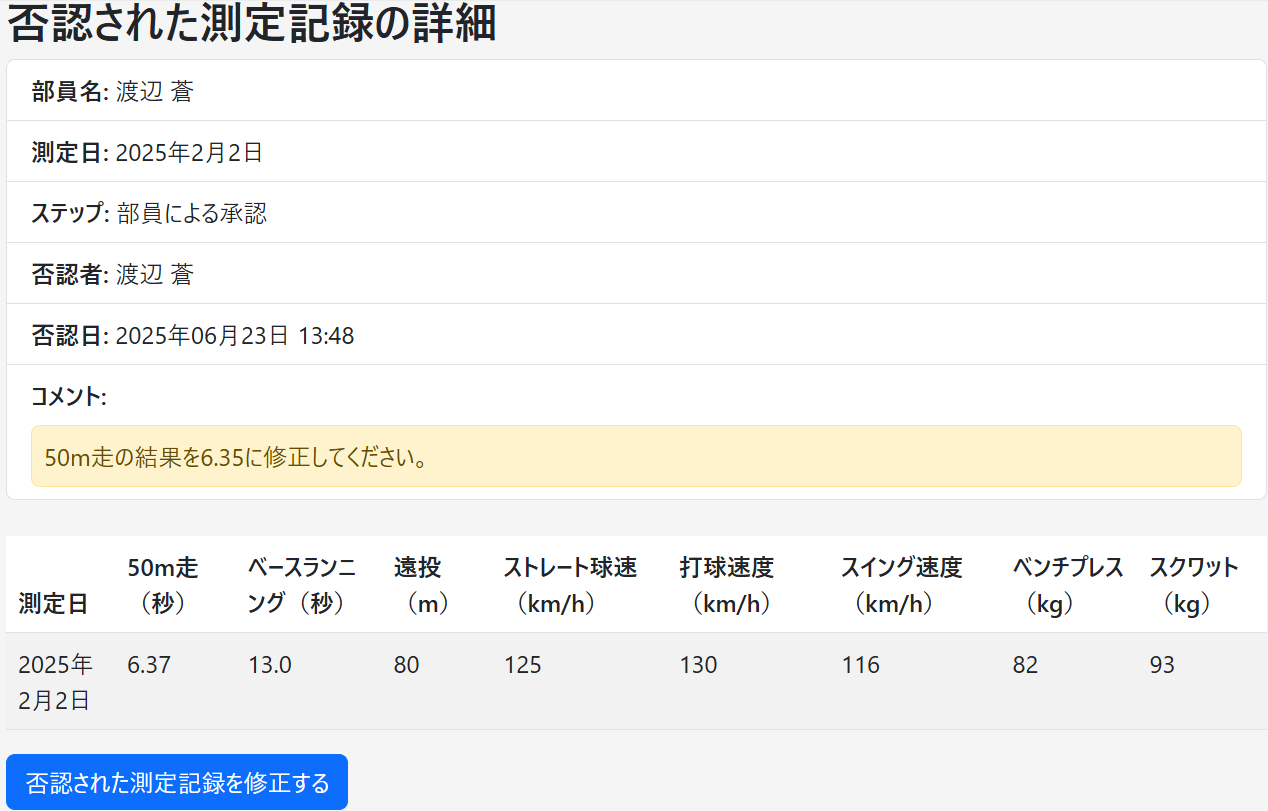 否認された測定記録の詳細
部員名: 渡辺 蒼
測定日: 2025年2月2日
ステップ: 部員による承認
否認者: 渡辺 蒼
否認日: 2025年06月23日 13:48
コメント:
50m走の結果を6.35に修正してください。
測定日 50m走（秒） ベースランニング（秒） 遠投（m） ストレート球速（km/h） 打球速度（km/h） スイング速度（km/h） ベンチプレス（kg） スクワット（kg）
2025年2月2日 6.37 13.0 80 125 130 116 82 93
否認された測定記録を修正する